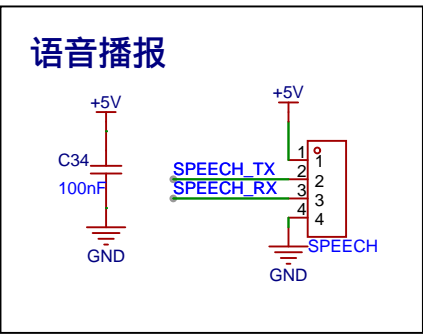 语音播报
+5V
C34
100nF
GND
+5V
SPEECH_TX
SPEECH_RX
1
2
3
4
1
2
3
4
SPEECH
GND